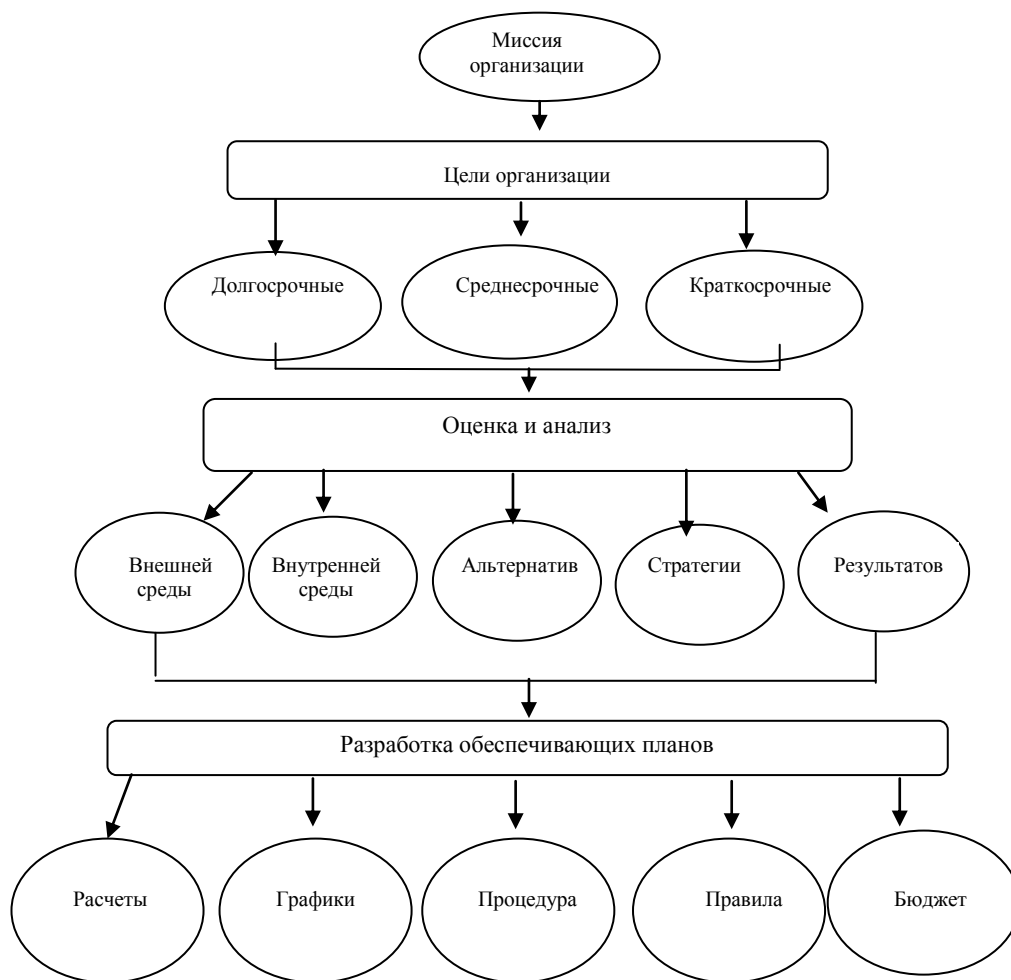 Миссия
организации
Цели организации
Долгосрочные
Среднесрочные
Краткосрочные
Оценка и анализ
Внешней
среды
Внутренней
среды
Альтернатив
Стратегии
Результатов
Разработка обеспечивающих планов
Расчеты
Графики
Процедура
Правила
Бюджет